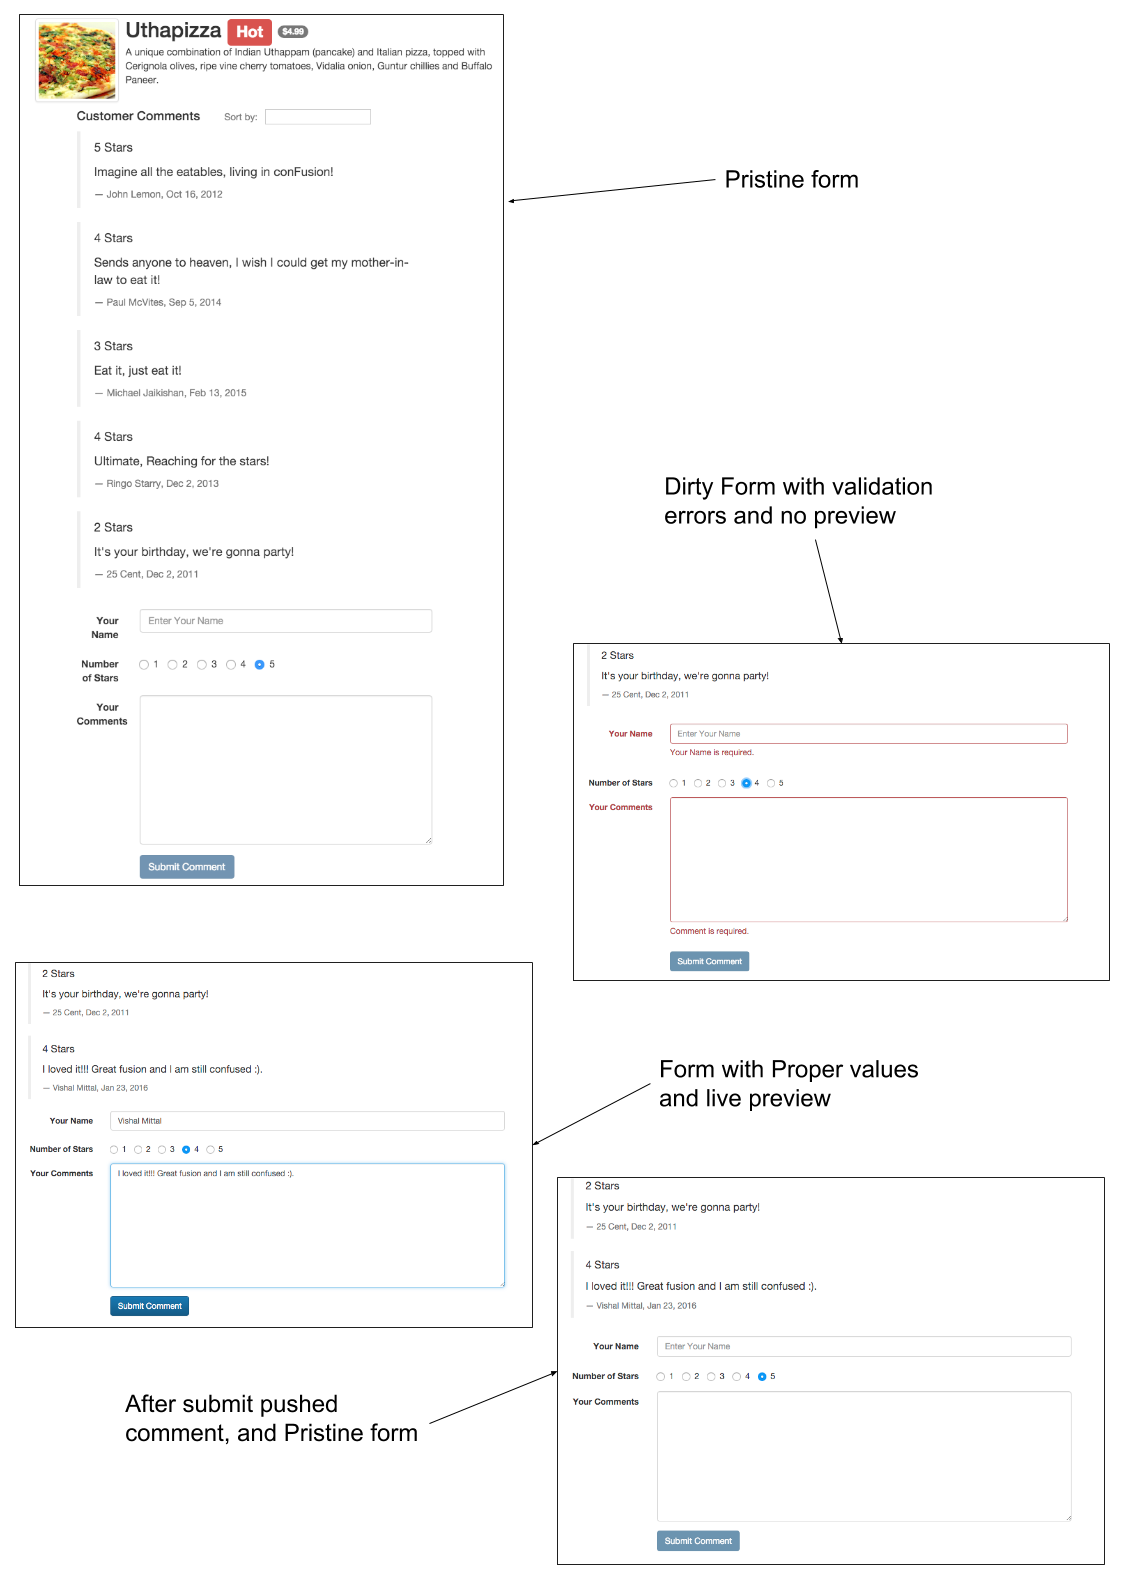 Uthapizza Hot $4.99
A unique combination of Indian Uthappam (pancake) and Italian pizza, topped with
Cerignola olives, ripe vine cherry tomatoes, Vidalia onion, Guntur chillies and Buffalo
Paneer.
Customer Comments Sort by:
5 Stars
Imagine all the eatables, living in conFusion!
— John Lemon, Oct 16, 2012
4 Stars
Sends anyone to heaven, I wish I could get my mother-in-
law to eat it!
— Paul McVites, Sep 5, 2014
3 Stars
Eat it, just eat it!
— Michael Jaikishan, Feb 13, 2015
4 Stars
Ultimate, Reaching for the stars!
— Ringo Starry, Dec 2, 2013
2 Stars
It's your birthday, we're gonna party!
— 25 Cent, Dec 2, 2011
Your
Name
Enter Your Name
Number
of Stars
1 2 3 4 5
Your
Comments
Submit Comment
Pristine form
Dirty Form with validation
errors and no preview
2 Stars
It's your birthday, we're gonna party!
— 25 Cent, Dec 2, 2011
Your Name Enter Your Name
Your Name is required.
Number of Stars 1 2 3 4 5
Your Comments
Comment is required.
Submit Comment
2 Stars
It's your birthday, we're gonna party!
— 25 Cent, Dec 2, 2011
4 Stars
I loved it!!! Great fusion and I am still confused :).
— Vishal Mittal, Jan 23, 2016
Your Name Vishal Mittal
Number of Stars 1 2 3 4 5
Your Comments I loved it!!! Great fusion and I am still confused :).
Submit Comment
Form with Proper values
and live preview
2 Stars
It's your birthday, we're gonna party!
— 25 Cent, Dec 2, 2011
4 Stars
I loved it!!! Great fusion and I am still confused :).
— Vishal Mittal, Jan 23, 2016
Your Name Enter Your Name
Number of Stars 1 2 3 4 5
Your Comments
Submit Comment
After submit pushed
comment, and Pristine form